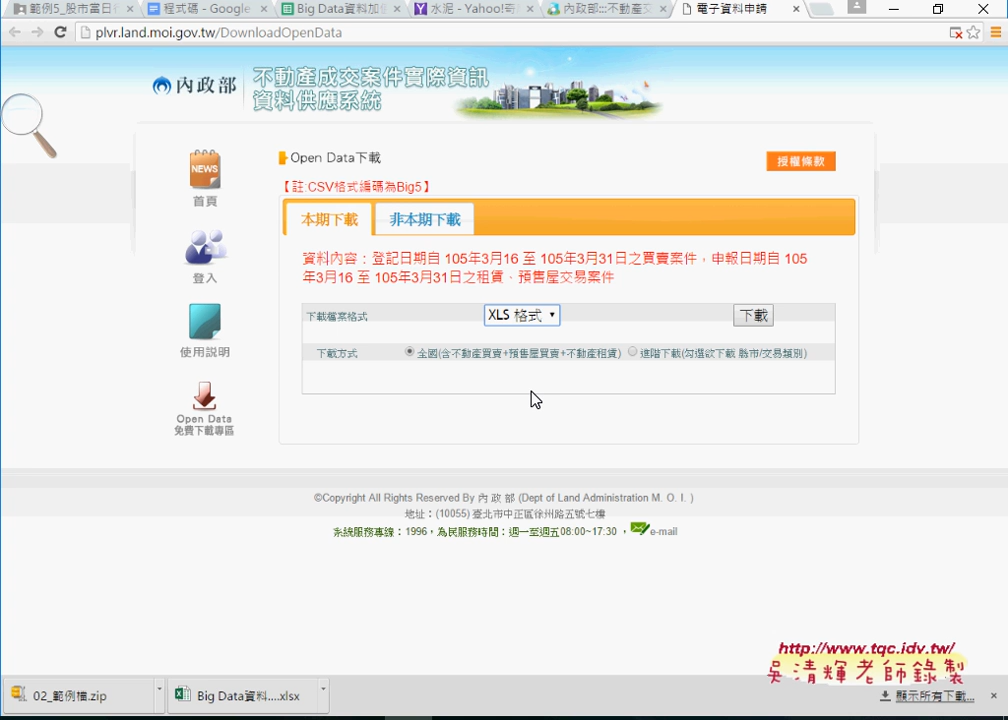 範例5_股市當日
程式碼 - Google
Big Data資料加值
水泥 - Yahoo!奇
內政部:::不動產交
電子資料申請
plvr.land.moi.gov.tw/DownloadOpenData
內政部
不動產成交案件實際資訊
資料供應系統
NEWS
首頁
登入
使用說明
Open Data
免費下載專區
Open Data下載
授權條款
【註:CSV格式編碼為Big5】
本期下載
非本期下載
資料內容：登記日期自 105年3月16 至 105年3月31日之買賣案件，申報日期自 105
年3月16 至 105年3月31日之租賃、預售屋交易案件
下載檔案格式
XLS 格式
下載
下載方式
全國(含不動產買賣+預售屋買賣+不動產租賃)
進階下載(勾選欲下載 縣市/交易類別)
©Copyright All Rights Reserved By 內 政 部 (Dept of Land Administration M. O. I. )
地址：(10055) 臺北市中正區徐州路五號七樓
系統服務專線：1996，為民服務時間：週一至週五08:00~17:30 ，
e-mail
http://www.tqc.idv.tw/
吳清輝老師錄製
02_範例檔.zip
Big Data資料....xlsx
顯示所有下載...